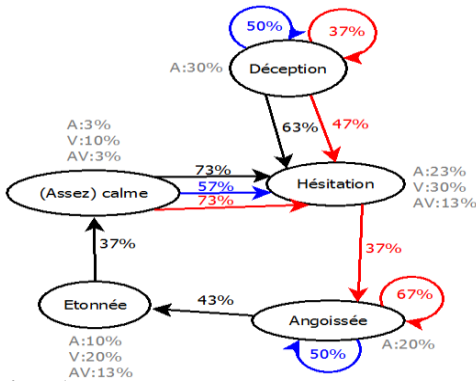 50%
37%
A:30%
Déception
63%
47%
A:3%
V:10%
AV:3%
73%
57%
73%
(Assez) calme
Hésitation
A:23%
V:30%
AV:13%
37%
37%
43%
67%
Etonnée
Angoissée
A:10%
V:20%
AV:13%
A:20%
50%